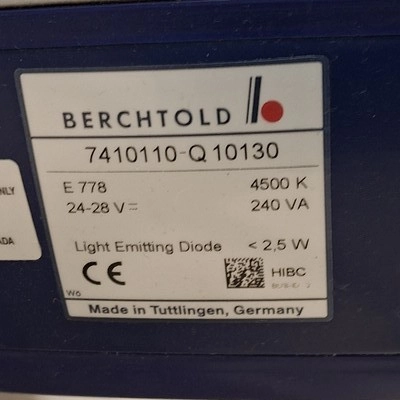 BERCHTOLD
7410110-Q10130
E 778 4500 K
24-28 V⎓ 240 VA
Light Emitting Diode < 2,5 W
CE HIBC
W6
Made in Tuttlingen, Germany
NLY
ADA